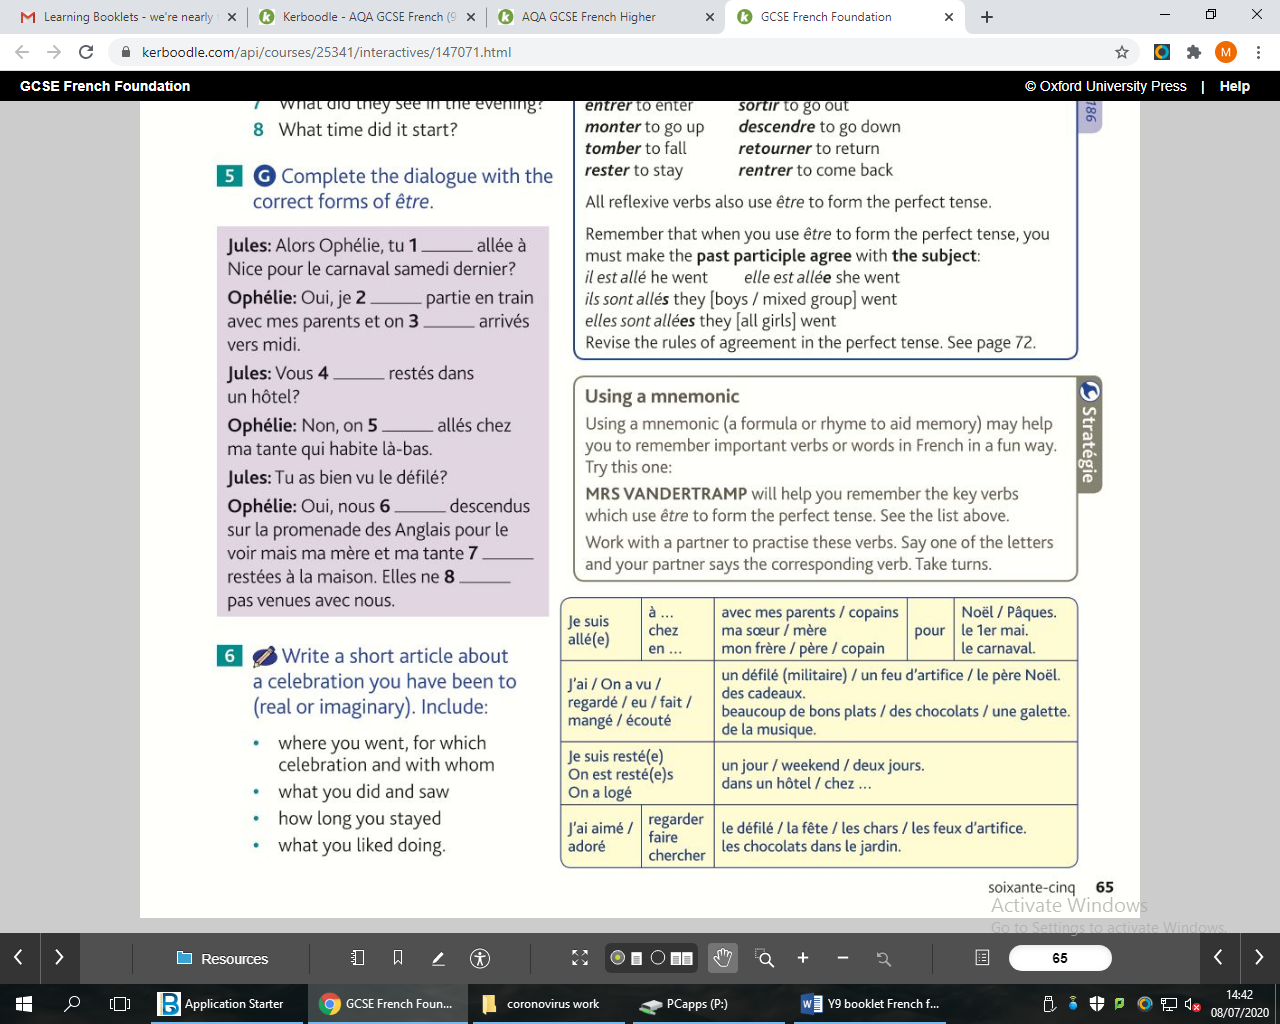 Learning Booklets - we're nearly
Kerboodle - AQA GCSE French (9
AQA GCSE French Higher
GCSE French Foundation
kerboodle.com/api/courses/25341/interactives/147071.html
M
GCSE French Foundation
© Oxford University Press | Help
7 What did they see in the evening?
8 What time did it start?
5 G Complete the dialogue with the
correct forms of être.
Jules: Alors Ophélie, tu 1 _____ allée à
Nice pour le carnaval samedi dernier?
Ophélie: Oui, je 2 _____ partie en train
avec mes parents et on 3 _____ arrivés
vers midi.
Jules: Vous 4 _____ restés dans
un hôtel?
Ophélie: Non, on 5 _____ allés chez
ma tante qui habite là-bas.
Jules: Tu as bien vu le défilé?
Ophélie: Oui, nous 6 _____ descendus
sur la promenade des Anglais pour le
voir mais ma mère et ma tante 7 _____
restées à la maison. Elles ne 8 _____
pas venues avec nous.
6 Write a short article about
a celebration you have been to
(real or imaginary). Include:
• where you went, for which
celebration and with whom
• what you did and saw
• how long you stayed
• what you liked doing.
entrer to enter sortir to go out
monter to go up descendre to go down
tomber to fall retourner to return
rester to stay rentrer to come back
186
All reflexive verbs also use être to form the perfect tense.
Remember that when you use être to form the perfect tense, you
must make the past participle agree with the subject:
il est allé he went elle est allée she went
ils sont allés they [boys / mixed group] went
elles sont allées they [all girls] went
Revise the rules of agreement in the perfect tense. See page 72.
Stratégie
Using a mnemonic
Using a mnemonic (a formula or rhyme to aid memory) may help
you to remember important verbs or words in French in a fun way.
Try this one:
MRS VANDERTRAMP will help you remember the key verbs
which use être to form the perfect tense. See the list above.
Work with a partner to practise these verbs. Say one of the letters
and your partner says the corresponding verb. Take turns.
Je suis
allé(e)
à ...
chez
en ...
avec mes parents / copains
ma sœur / mère
mon frère / père / copain
pour
Noël / Pâques.
le 1er mai.
le carnaval.
J'ai / On a vu /
regardé / eu / fait /
mangé / écouté
un défilé (militaire) / un feu d'artifice / le père Noël.
des cadeaux.
beaucoup de bons plats / des chocolats / une galette.
de la musique.
Je suis resté(e)
On est resté(e)s
On a logé
un jour / weekend / deux jours.
dans un hôtel / chez ...
J'ai aimé /
adoré
regarder
faire
chercher
le défilé / la fête / les chars / les feux d'artifice.
les chocolats dans le jardin.
soixante-cinq 65
Activate Windows
Go to Settings to activate Windows.
Resources
65
Application Starter
GCSE French Foun...
coronovirus work
PCapps (P:)
Y9 booklet French f...
14:42
08/07/2020